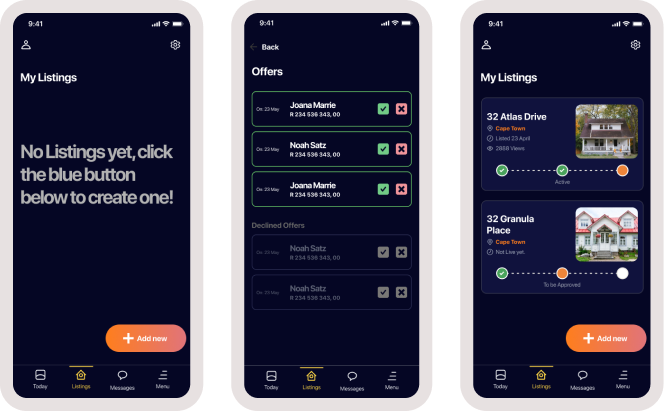 9:41
My Listings
No Listings yet, click
the blue button
below to create one!
Add new
Today
Listings
Messages
Menu
9:41
Back
Offers
On: 23 May
Joana Marrie
R 234 536 343, 00
On: 23 May
Noah Satz
R 234 536 343, 00
On: 23 May
Joana Marrie
R 234 536 343, 00
Declined Offers
On: 23 May
Noah Satz
R 234 536 343, 00
On: 23 May
Noah Satz
R 234 536 343, 00
Today
Listings
Messages
Menu
9:41
My Listings
32 Atlas Drive
Cape Town
Listed 23 April
2888 Views
Active
32 Granula
Place
Cape Town
Not Live yet.
To be Approved
Add new
Today
Listings
Messages
Menu